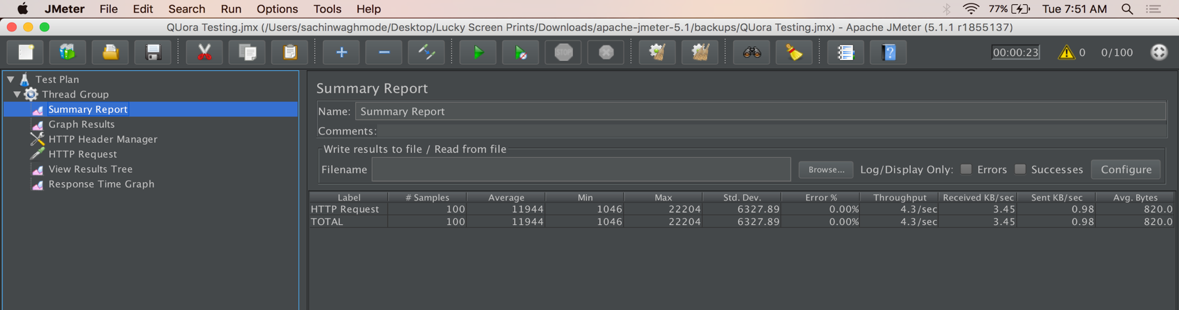 JMeter File Edit Search Run Options Tools Help 77% Tue 7:51 AM
QUora Testing.jmx (/Users/sachinwaghmode/Desktop/Lucky Screen Prints/Downloads/apache-jmeter-5.1/backups/QUora Testing.jmx) - Apache JMeter (5.1.1 r1855137)
00:00:23 0 0/100
Test Plan
Thread Group
Summary Report
Graph Results
HTTP Header Manager
HTTP Request
View Results Tree
Response Time Graph
Summary Report
Name: Summary Report
Comments:
Write results to file / Read from file
Filename Browse... Log/Display Only: Errors Successes Configure
Label # Samples Average Min Max Std. Dev. Error % Throughput Received KB/sec Sent KB/sec Avg. Bytes
HTTP Request 100 11944 1046 22204 6327.89 0.00% 4.3/sec 3.45 0.98 820.0
TOTAL 100 11944 1046 22204 6327.89 0.00% 4.3/sec 3.45 0.98 820.0